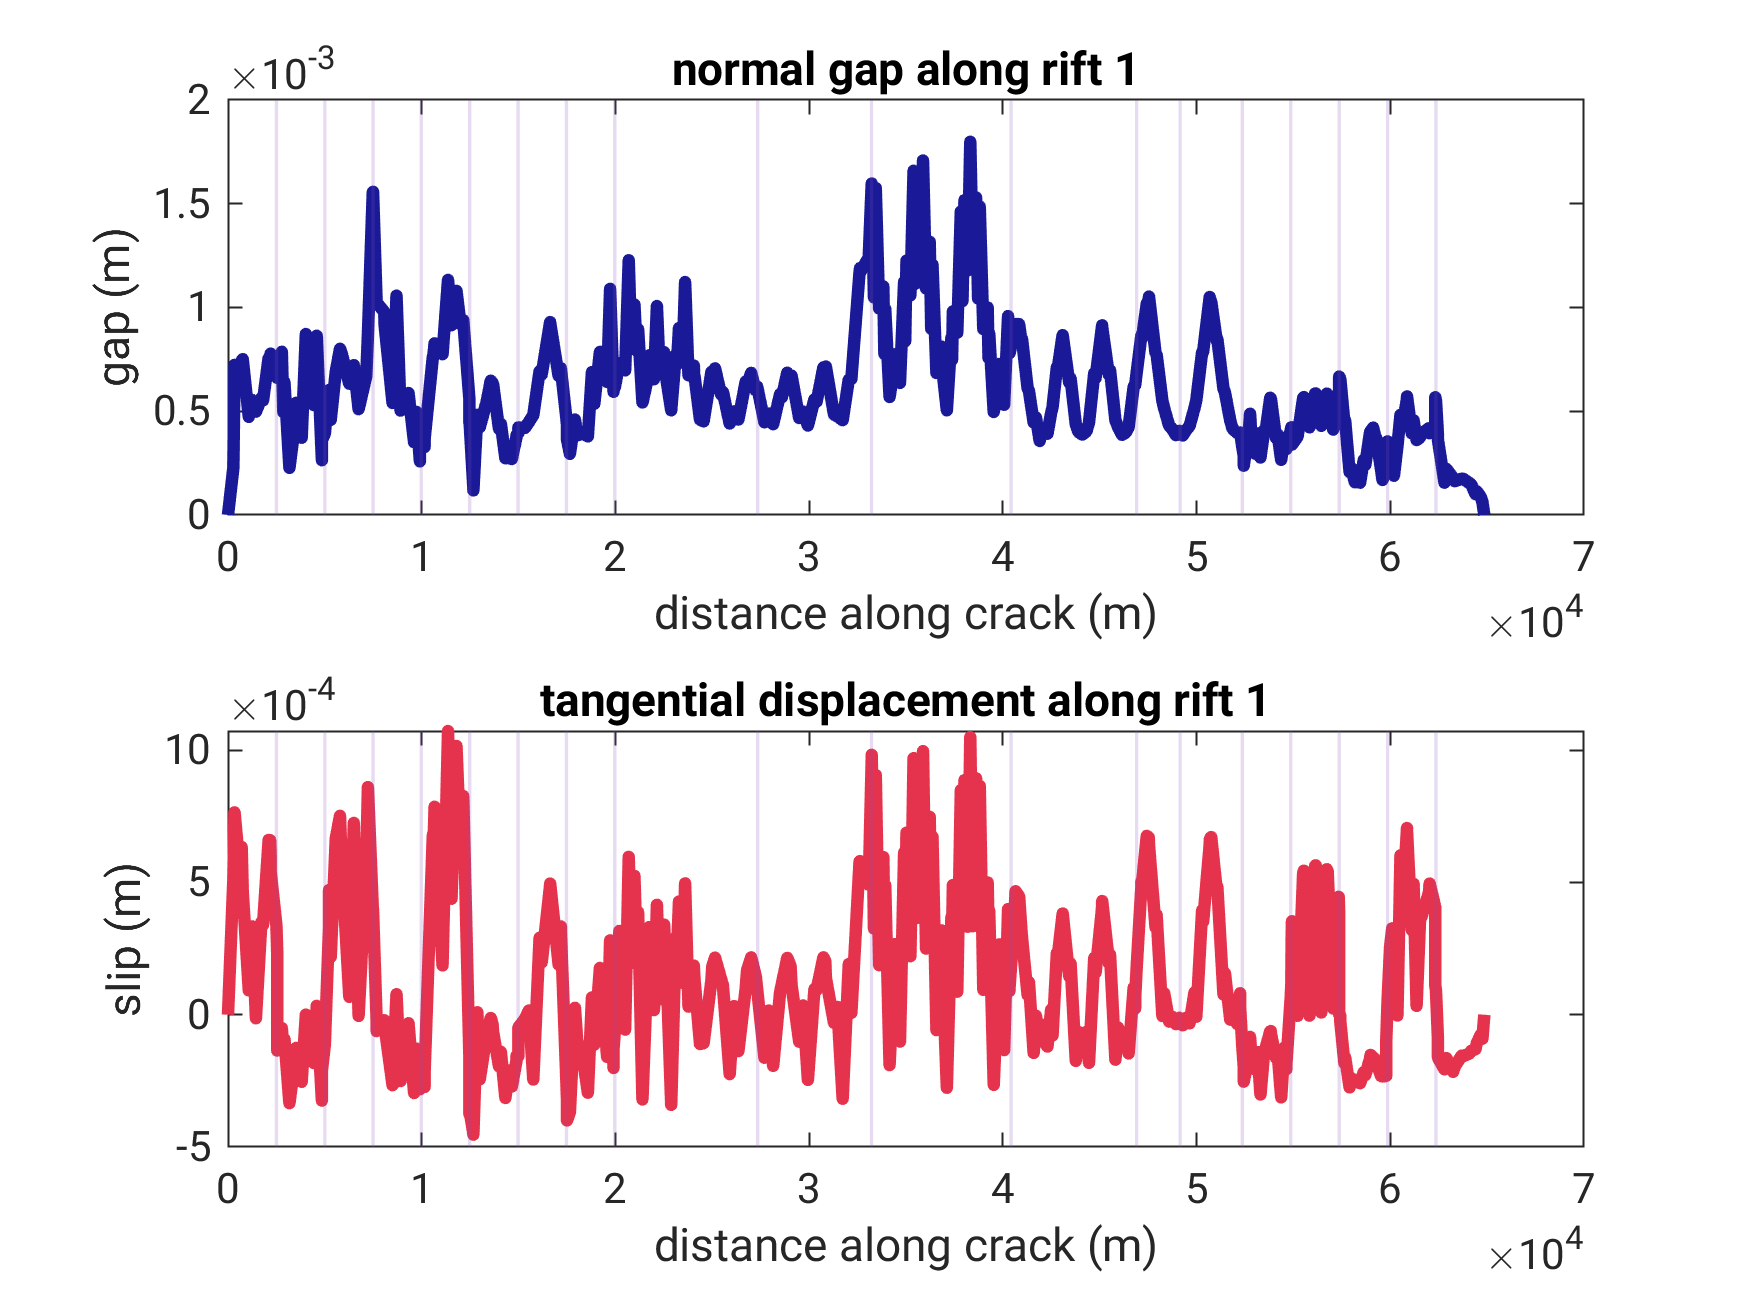 ×10-3
normal gap along rift 1
2
1.5
1
0.5
0
gap (m)
0 1 2 3 4 5 6 7
distance along crack (m)
×104
×10-4
tangential displacement along rift 1
10
5
0
-5
slip (m)
0 1 2 3 4 5 6 7
distance along crack (m)
×104